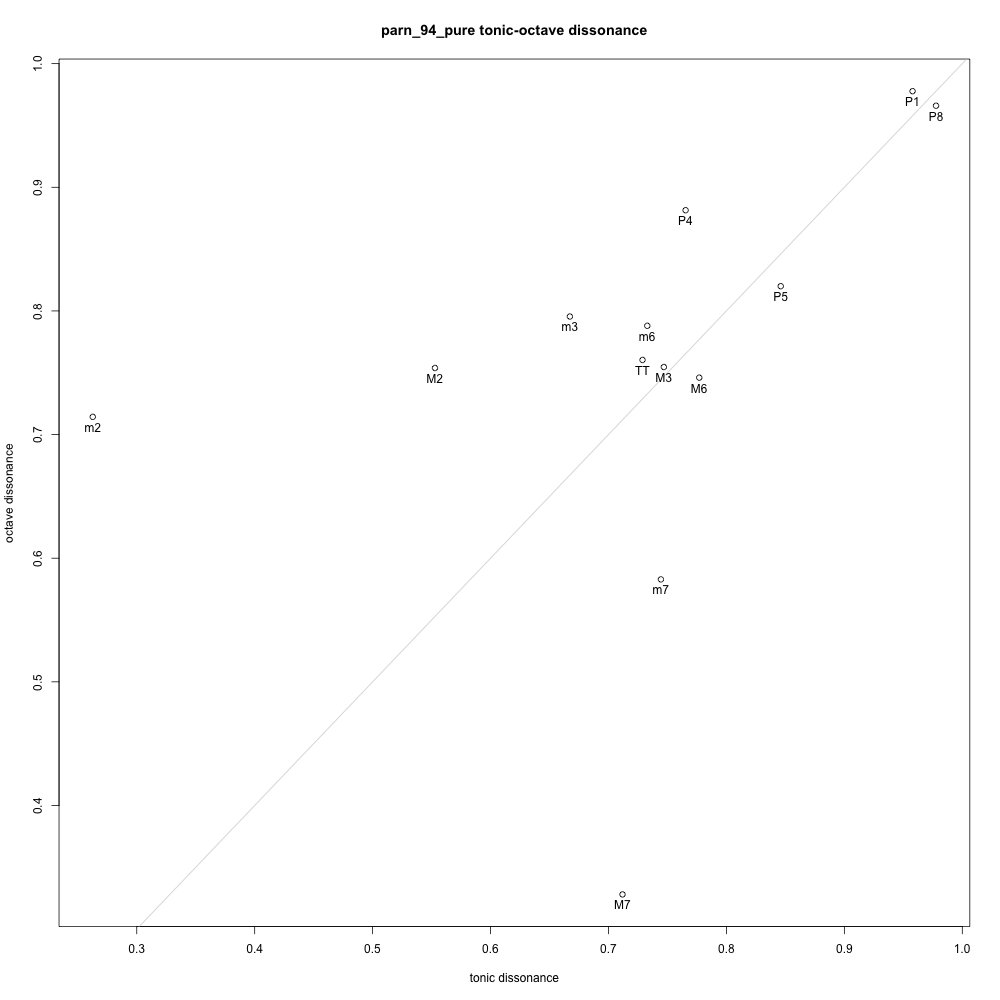 parn_94_pure tonic-octave dissonance
1.0
0.9
0.8
0.7
0.6
0.5
0.4
octave dissonance
P1
P8
P4
P5
m3
m6
TT
M3
M2
M6
m2
m7
M7
0.3 0.4 0.5 0.6 0.7 0.8 0.9 1.0
tonic dissonance